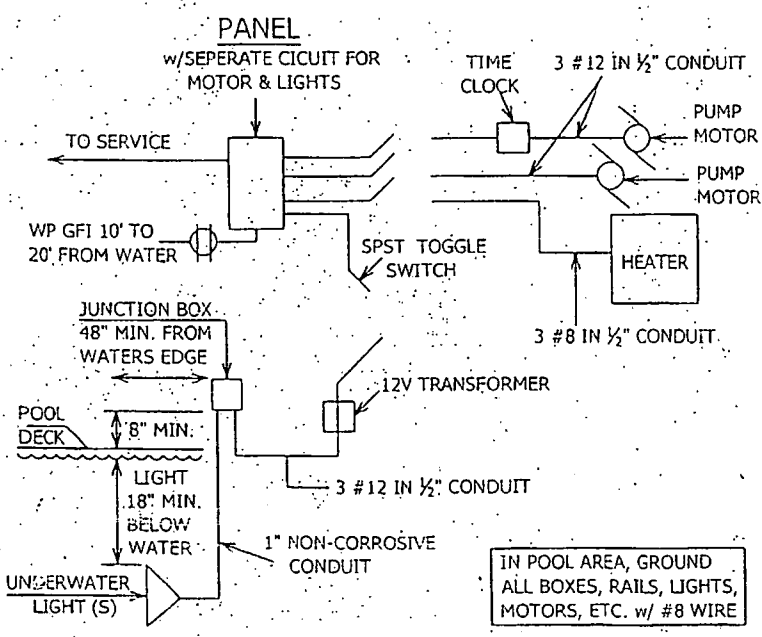 PANEL
w/SEPERATE CICUIT FOR
MOTOR & LIGHTS
TIME
CLOCK
3 #12 IN ½" CONDUIT
PUMP
MOTOR
TO SERVICE
PUMP
MOTOR
WP GFI 10' TO
20' FROM WATER
SPST TOGGLE
SWITCH
HEATER
JUNCTION BOX
48" MIN. FROM
WATERS EDGE
3 #8 IN ½" CONDUIT
12V TRANSFORMER
POOL
DECK
8" MIN.
LIGHT
18" MIN.
BELOW
WATER
3 #12 IN ½" CONDUIT
1" NON-CORROSIVE
CONDUIT
UNDERWATER
LIGHT (S)
IN POOL AREA, GROUND
ALL BOXES, RAILS, LIGHTS,
MOTORS, ETC. w/ #8 WIRE